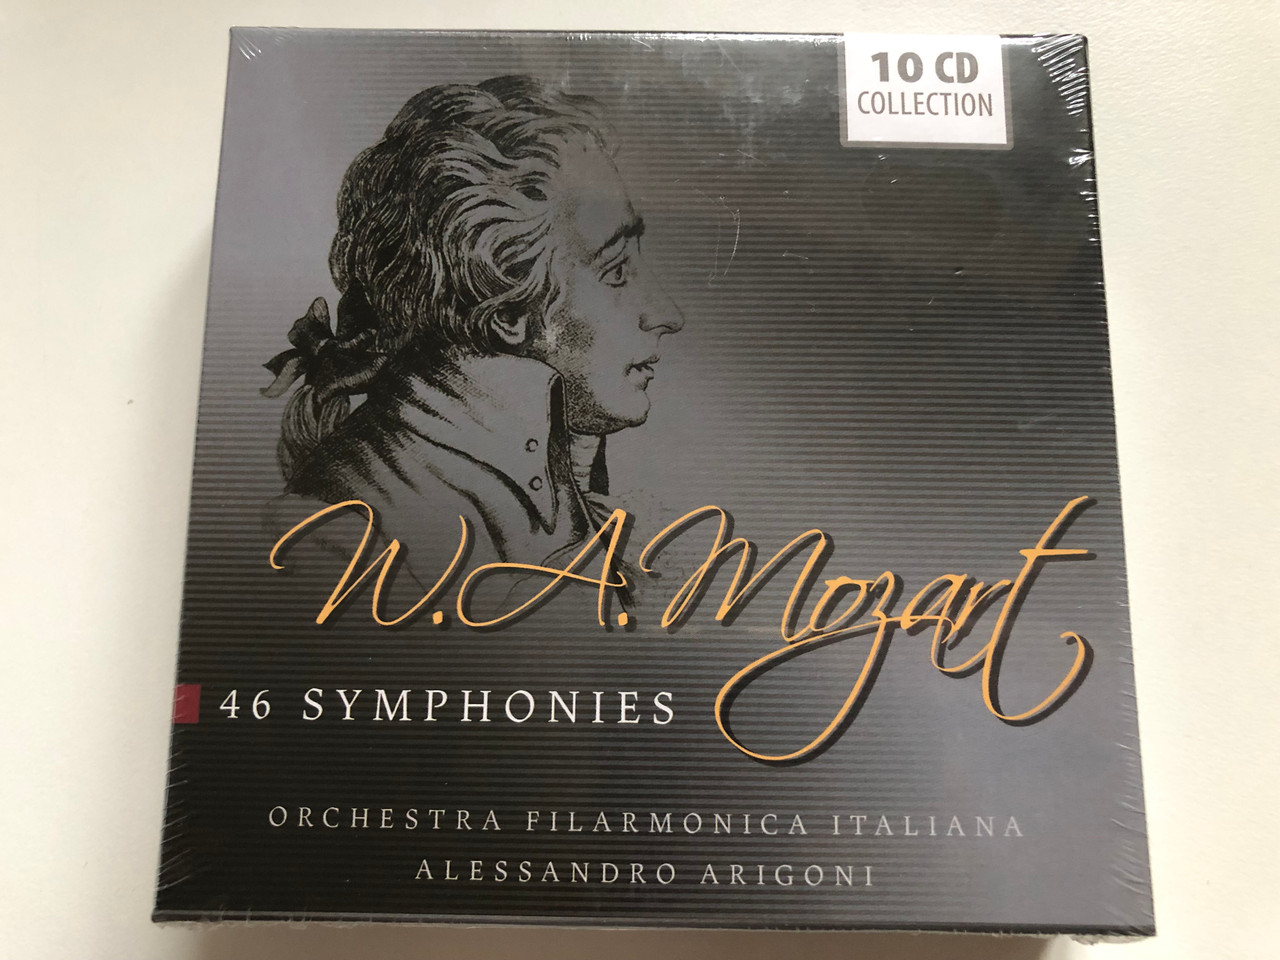 10 CD
COLLECTION
W. A. Mozart
46 SYMPHONIES
ORCHESTRA FILARMONICA ITALIANA
ALESSANDRO ARIGONI